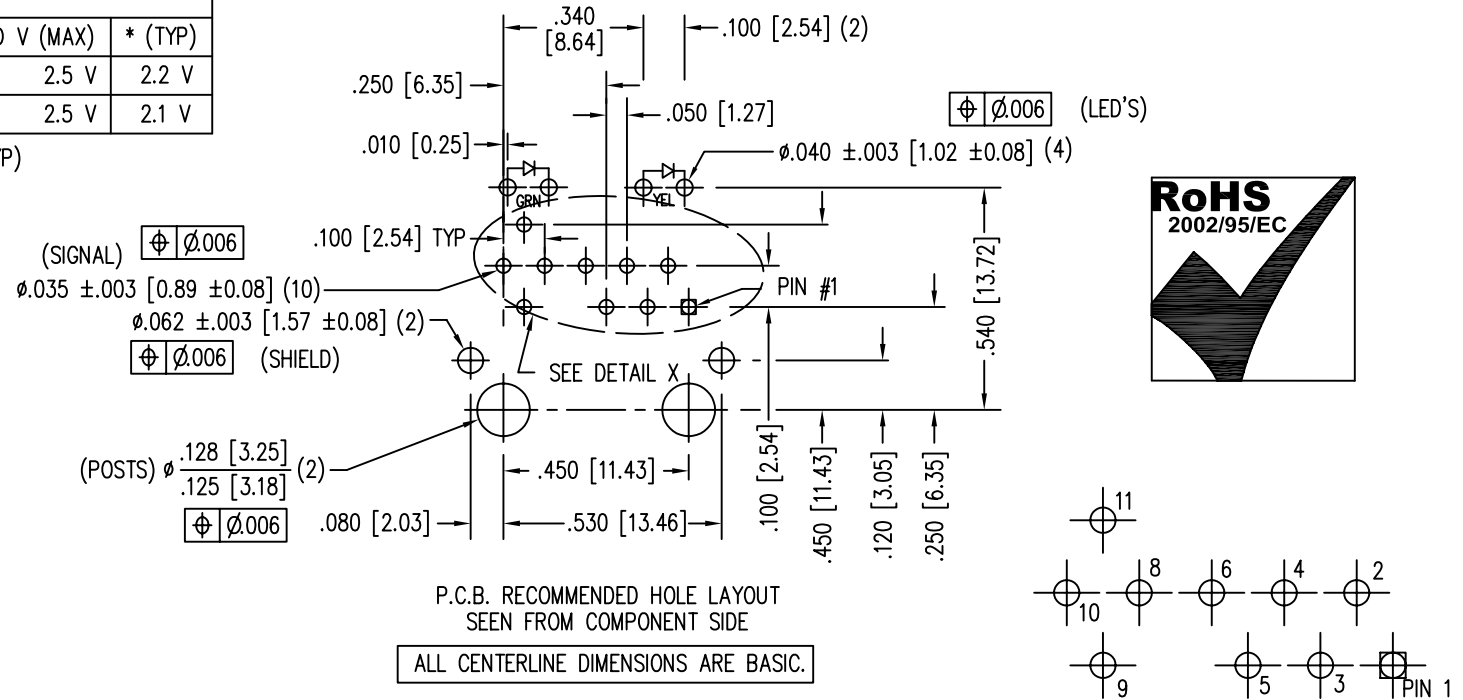 0 V (MAX) * (TYP)
2.5 V 2.2 V
2.5 V 2.1 V
.340
[8.64]
.100 [2.54] (2)
.250 [6.35]
.050 [1.27]
⌖ Ø.006 (LED'S)
.010 [0.25]
Ø.040 ±.003 [1.02 ±0.08] (4)
GRN YEL
RoHS
2002/95/EC
.100 [2.54] TYP
(SIGNAL) ⌖ Ø.006
Ø.035 ±.003 [0.89 ±0.08] (10)
PIN #1
Ø.062 ±.003 [1.57 ±0.08] (2)
⌖ Ø.006 (SHIELD)
SEE DETAIL X
.540 [13.72]
(POSTS) Ø .128 [3.25]
.125 [3.18] (2)
⌖ Ø.006
.450 [11.43]
.080 [2.03]
.530 [13.46]
.100 [2.54]
.450 [11.43]
.120 [3.05]
.250 [6.35]
P.C.B. RECOMMENDED HOLE LAYOUT
SEEN FROM COMPONENT SIDE
ALL CENTERLINE DIMENSIONS ARE BASIC.
11
8 6 4 2
10
9 5 3 PIN 1